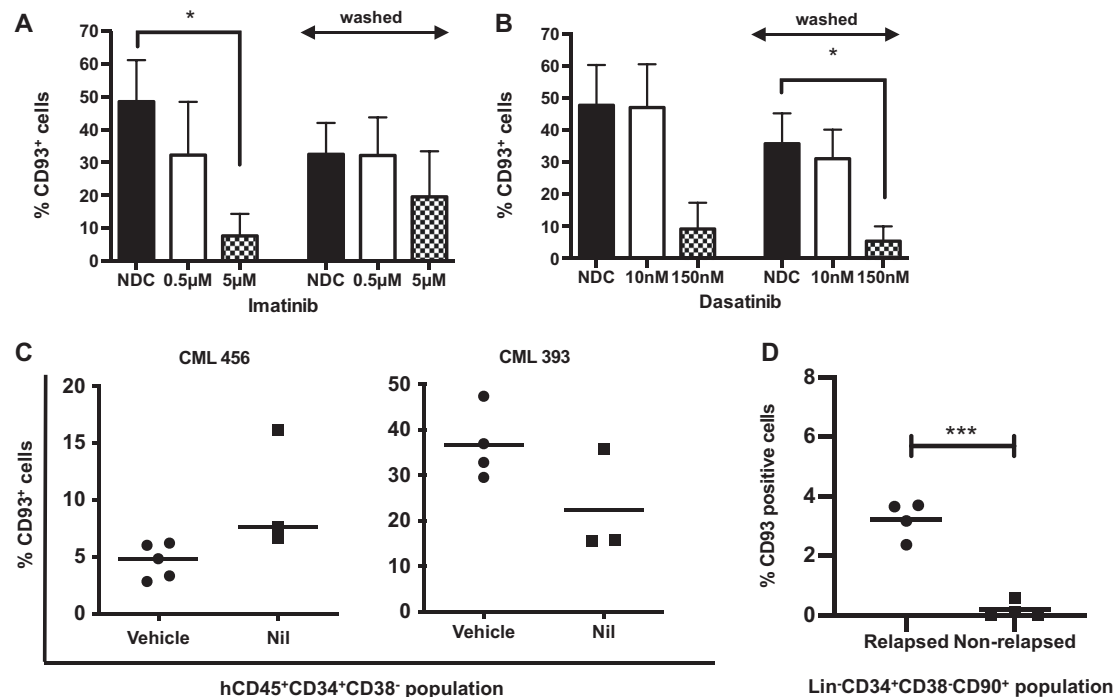 A
*
washed
% CD93+ cells
70
60
50
40
30
20
10
0
NDC 0.5µM 5µM NDC 0.5µM 5µM
Imatinib
B
washed
*
% CD93+ cells
70
60
50
40
30
20
10
0
NDC 10nM 150nM NDC 10nM 150nM
Dasatinib
C
CML 456
% CD93+ cells
20
15
10
5
0
Vehicle Nil
CML 393
50
40
30
20
10
0
Vehicle Nil
hCD45+CD34+CD38- population
D
***
% CD93 positive cells
8
6
4
2
0
Relapsed Non-relapsed
Lin-CD34+CD38-CD90+ population